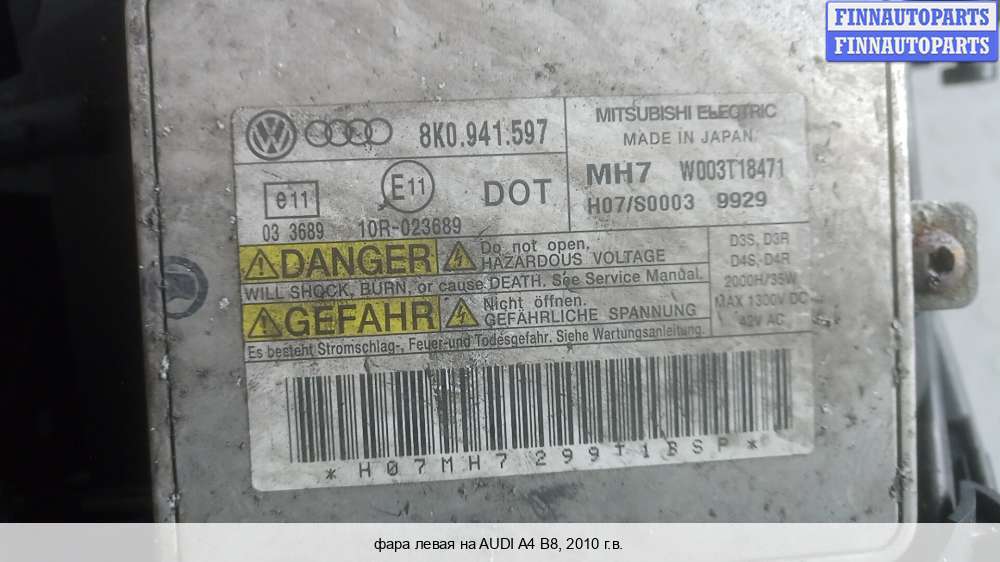 FINNAUTOPARTS
FINNAUTOPARTS
8K0.941.597
MITSUBISHI ELECTRIC
MADE IN JAPAN
MH7 W003T18471
H07/S0003 9929
e11
E11
DOT
03 3689 10R-023689
DANGER
Do not open,
HAZARDOUS VOLTAGE
WILL SHOCK, BURN, or cause DEATH. See Service Manual.
GEFAHR
Nicht öffnen.
GEFÄHRLICHE SPANNUNG
Es besteht Stromschlag-, Feuer-und Todesgefahr. Siehe Wartungsanleitung.
D3S, D3R
D4S, D4R
2000H/35W
MAX 1300V DC
42V AC
*H07MH7299T1BSP*
фара левая на AUDI A4 B8, 2010 г.в.